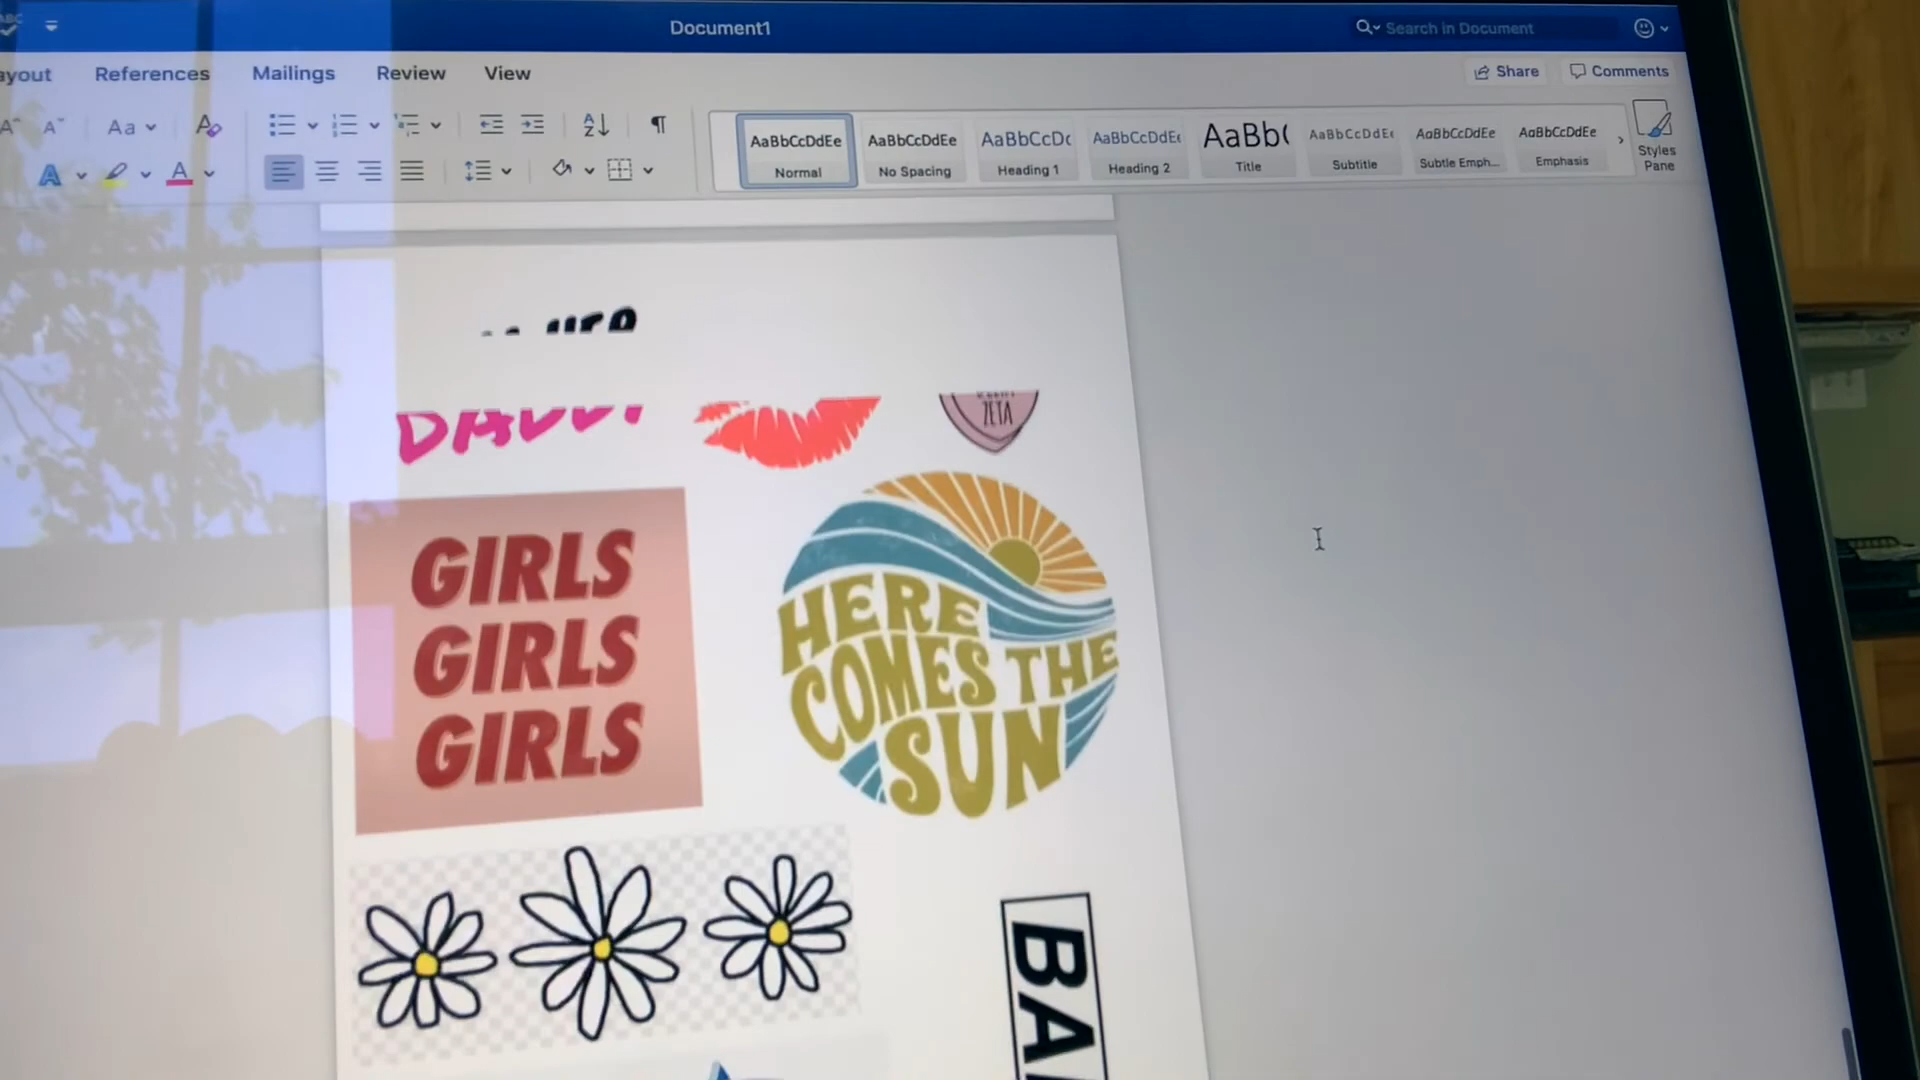 Document1
Search in Document
ayout References Mailings Review View
Share Comments
Aa
AaBbCcDdEe AaBbCcDdEe AaBbCcDc AaBbCcDdEe AaBb( AaBbCcDdEe AaBbCcDdEe AaBbCcDdEe
Normal No Spacing Heading 1 Heading 2 Title Subtitle Subtle Emph... Emphasis
Styles
Pane
ZETA
GIRLS
GIRLS
GIRLS
HERE
COMES THE
SUN
BA